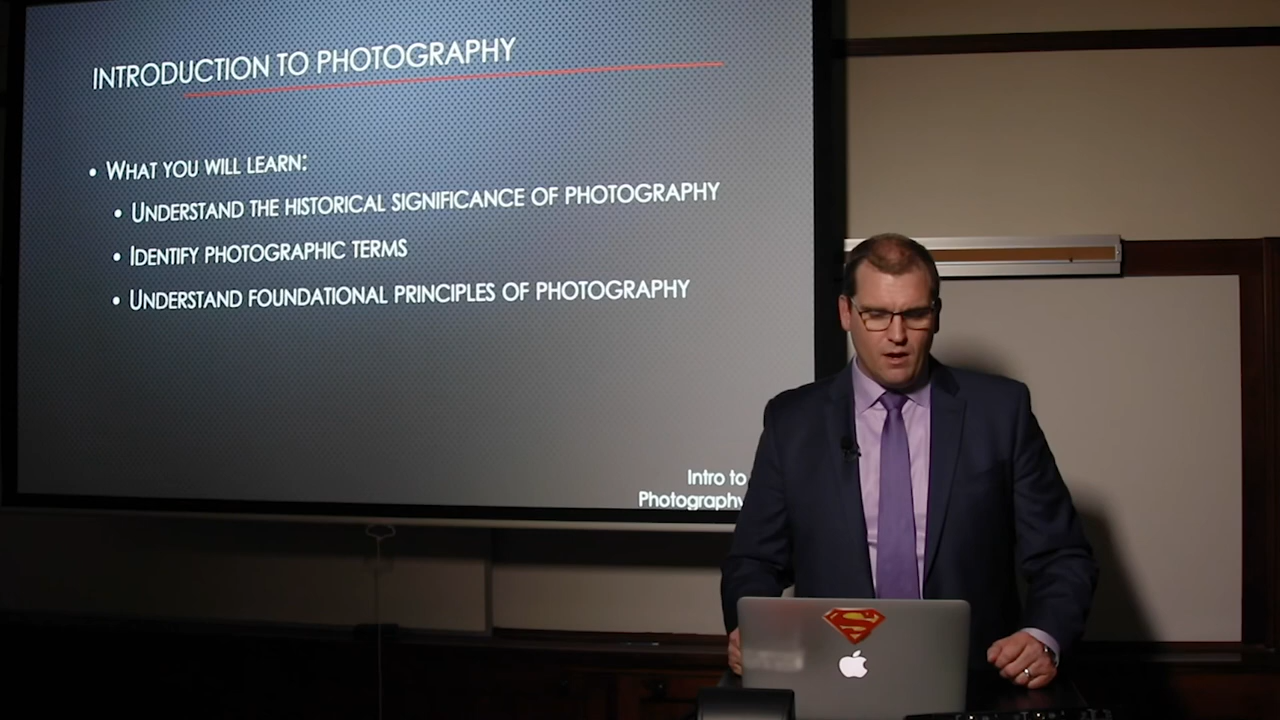 INTRODUCTION TO PHOTOGRAPHY
• WHAT YOU WILL LEARN:
• UNDERSTAND THE HISTORICAL SIGNIFICANCE OF PHOTOGRAPHY
• IDENTIFY PHOTOGRAPHIC TERMS
• UNDERSTAND FOUNDATIONAL PRINCIPLES OF PHOTOGRAPHY
Intro to
Photography